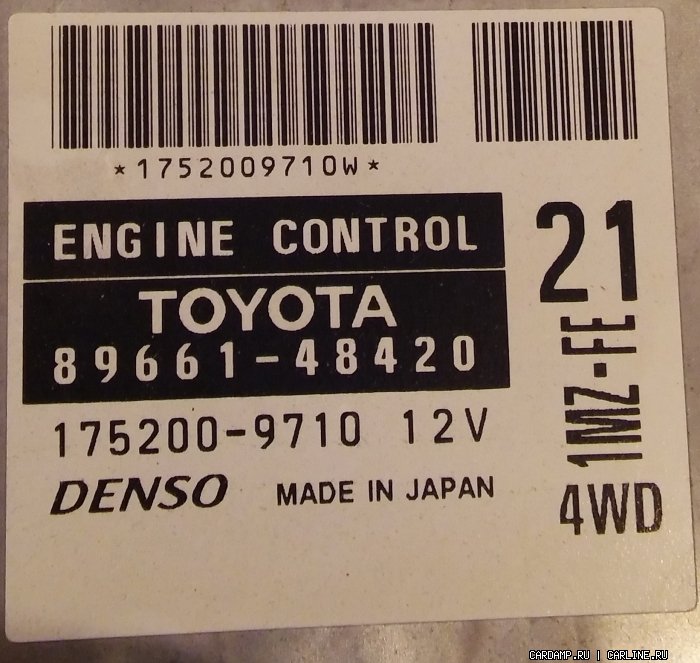 *1752009710W*
ENGINE CONTROL
TOYOTA
89661-48420
175200-9710 12V
DENSO MADE IN JAPAN
21
1MZ-FE
4WD
CARDAMP.RU | CARLINE.RU